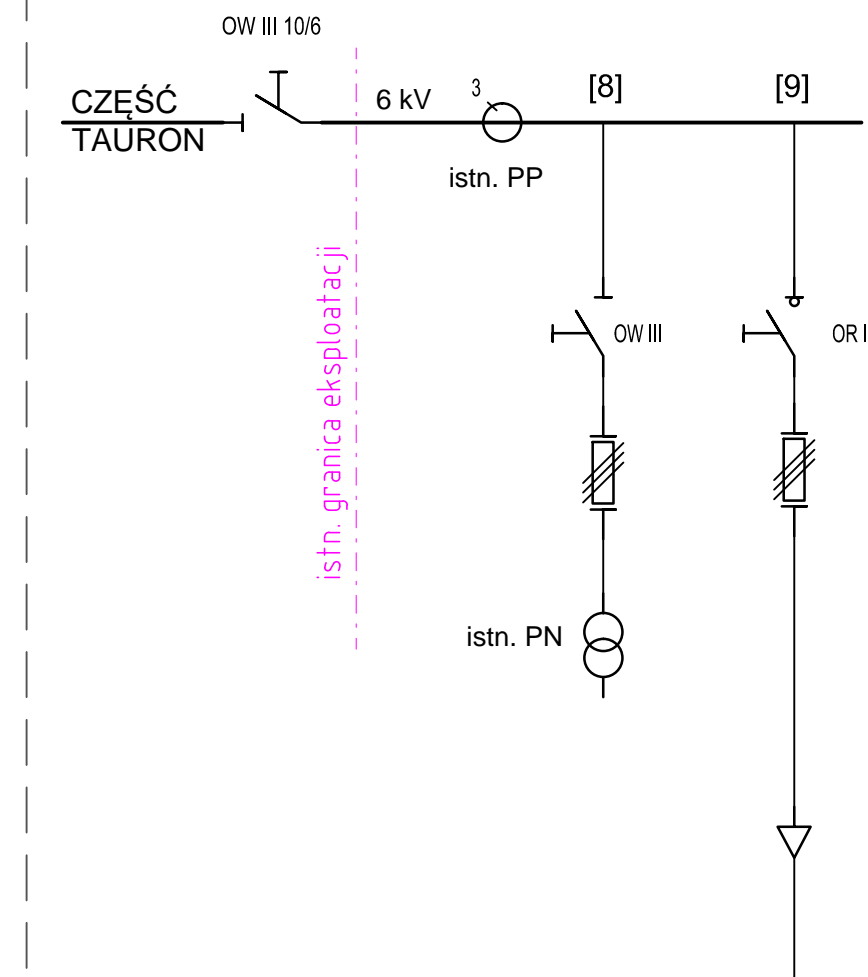 OW III 10/6
CZĘŚĆ
TAURON
6 kV
3
[8]
[9]
istn. PP
istn. granica eksploatacji
OW III
OR I
istn. PN